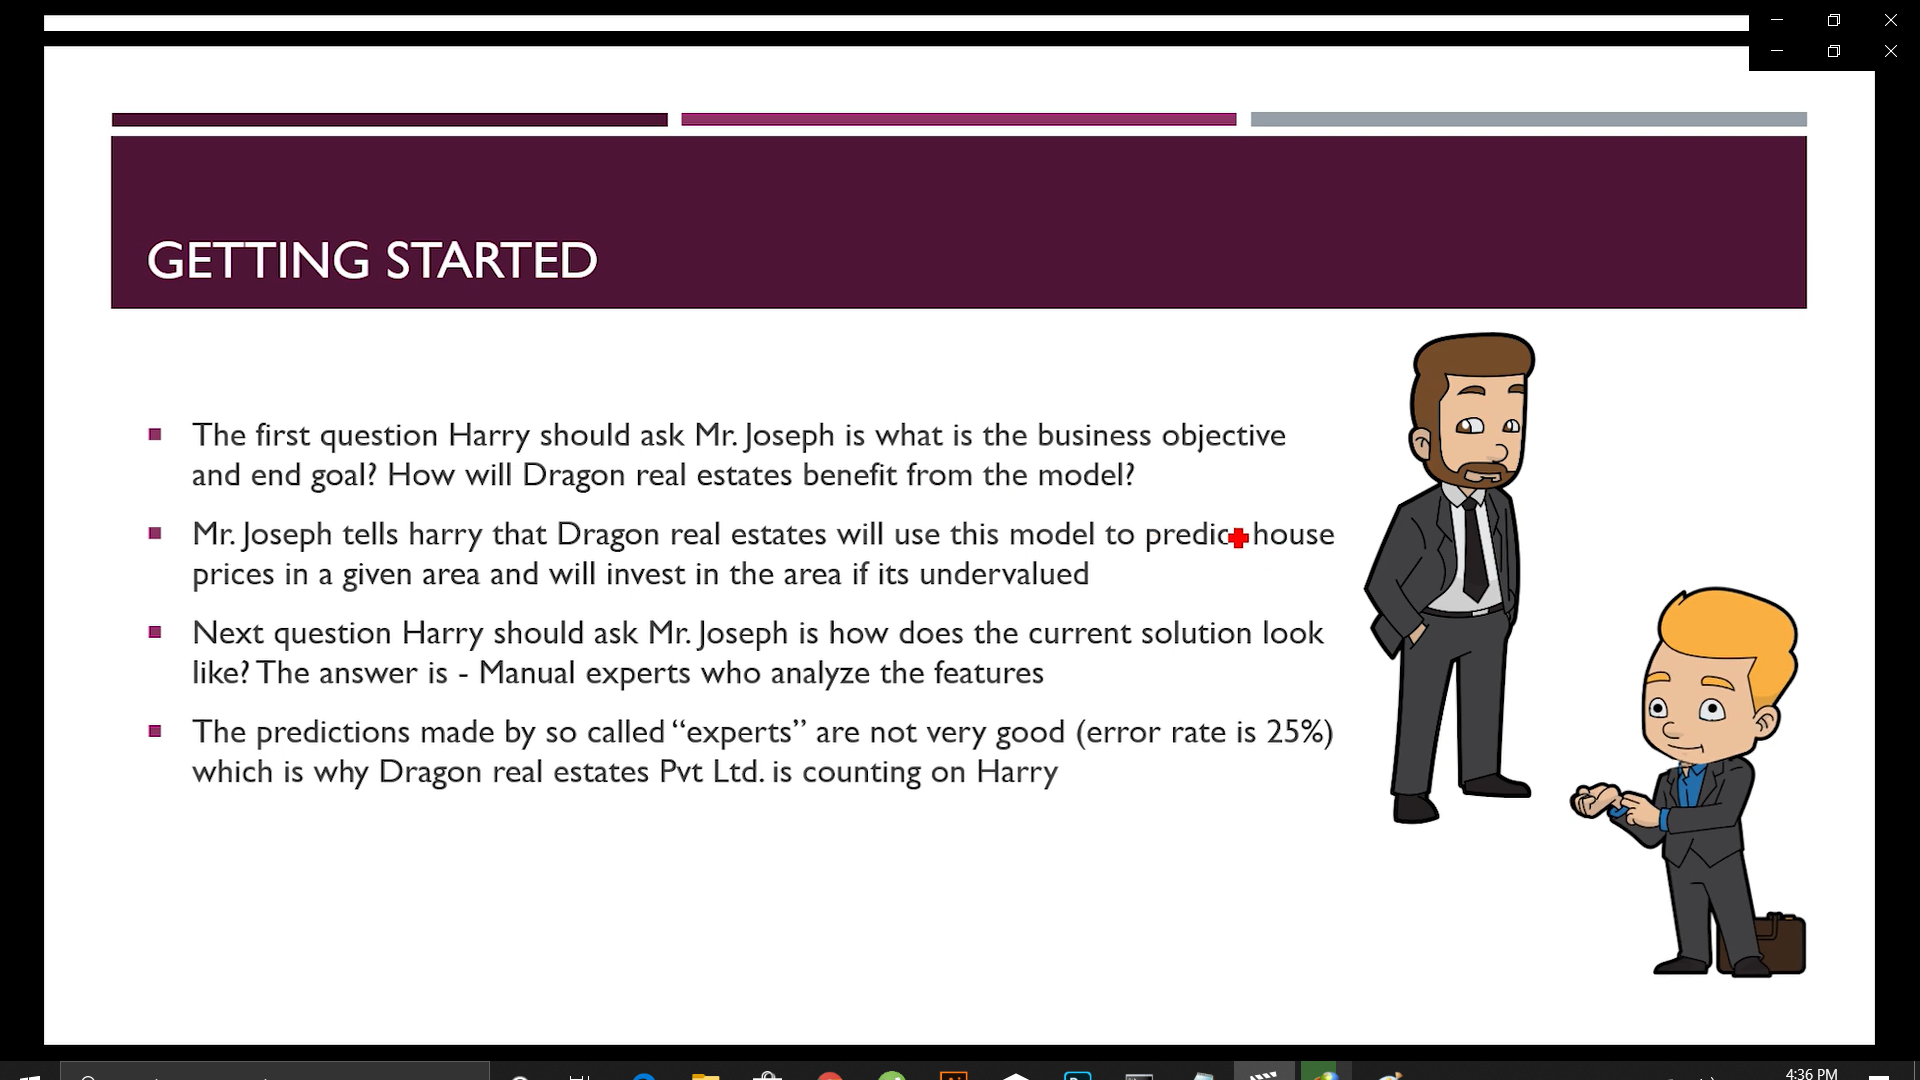 GETTING STARTED
The first question Harry should ask Mr. Joseph is what is the business objective
and end goal? How will Dragon real estates benefit from the model?
Mr. Joseph tells harry that Dragon real estates will use this model to predic house
prices in a given area and will invest in the area if its undervalued
Next question Harry should ask Mr. Joseph is how does the current solution look
like? The answer is - Manual experts who analyze the features
The predictions made by so called “experts” are not very good (error rate is 25%)
which is why Dragon real estates Pvt Ltd. is counting on Harry
4:36 PM